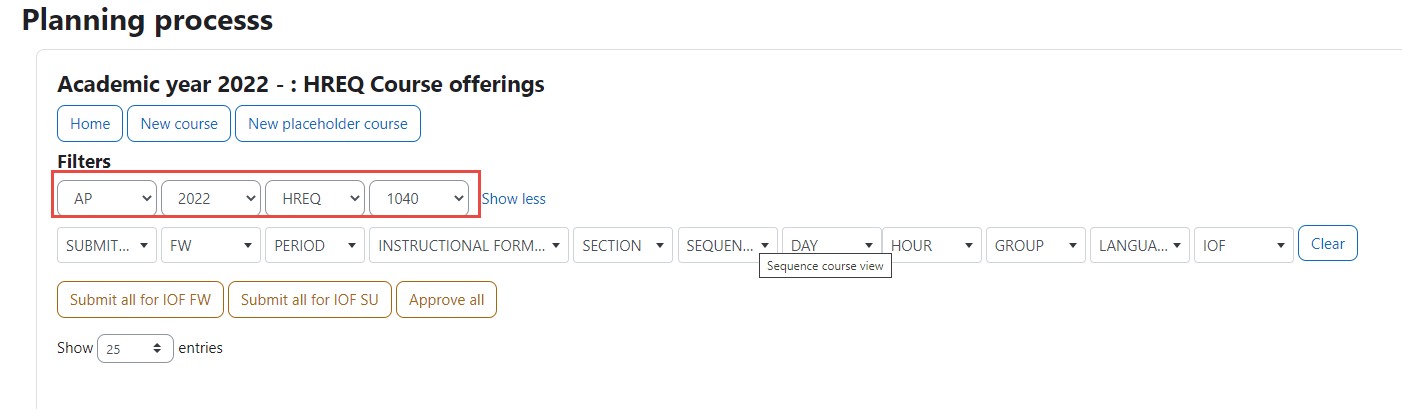 Planning processs
Academic year 2022 - : HREQ Course offerings
Home New course New placeholder course
Filters
AP 2022 HREQ 1040 Show less
SUBMIT... FW PERIOD INSTRUCTIONAL FORM... SECTION SEQUEN... DAY HOUR GROUP LANGUA... IOF Clear
Sequence course view
Submit all for IOF FW Submit all for IOF SU Approve all
Show 25 entries